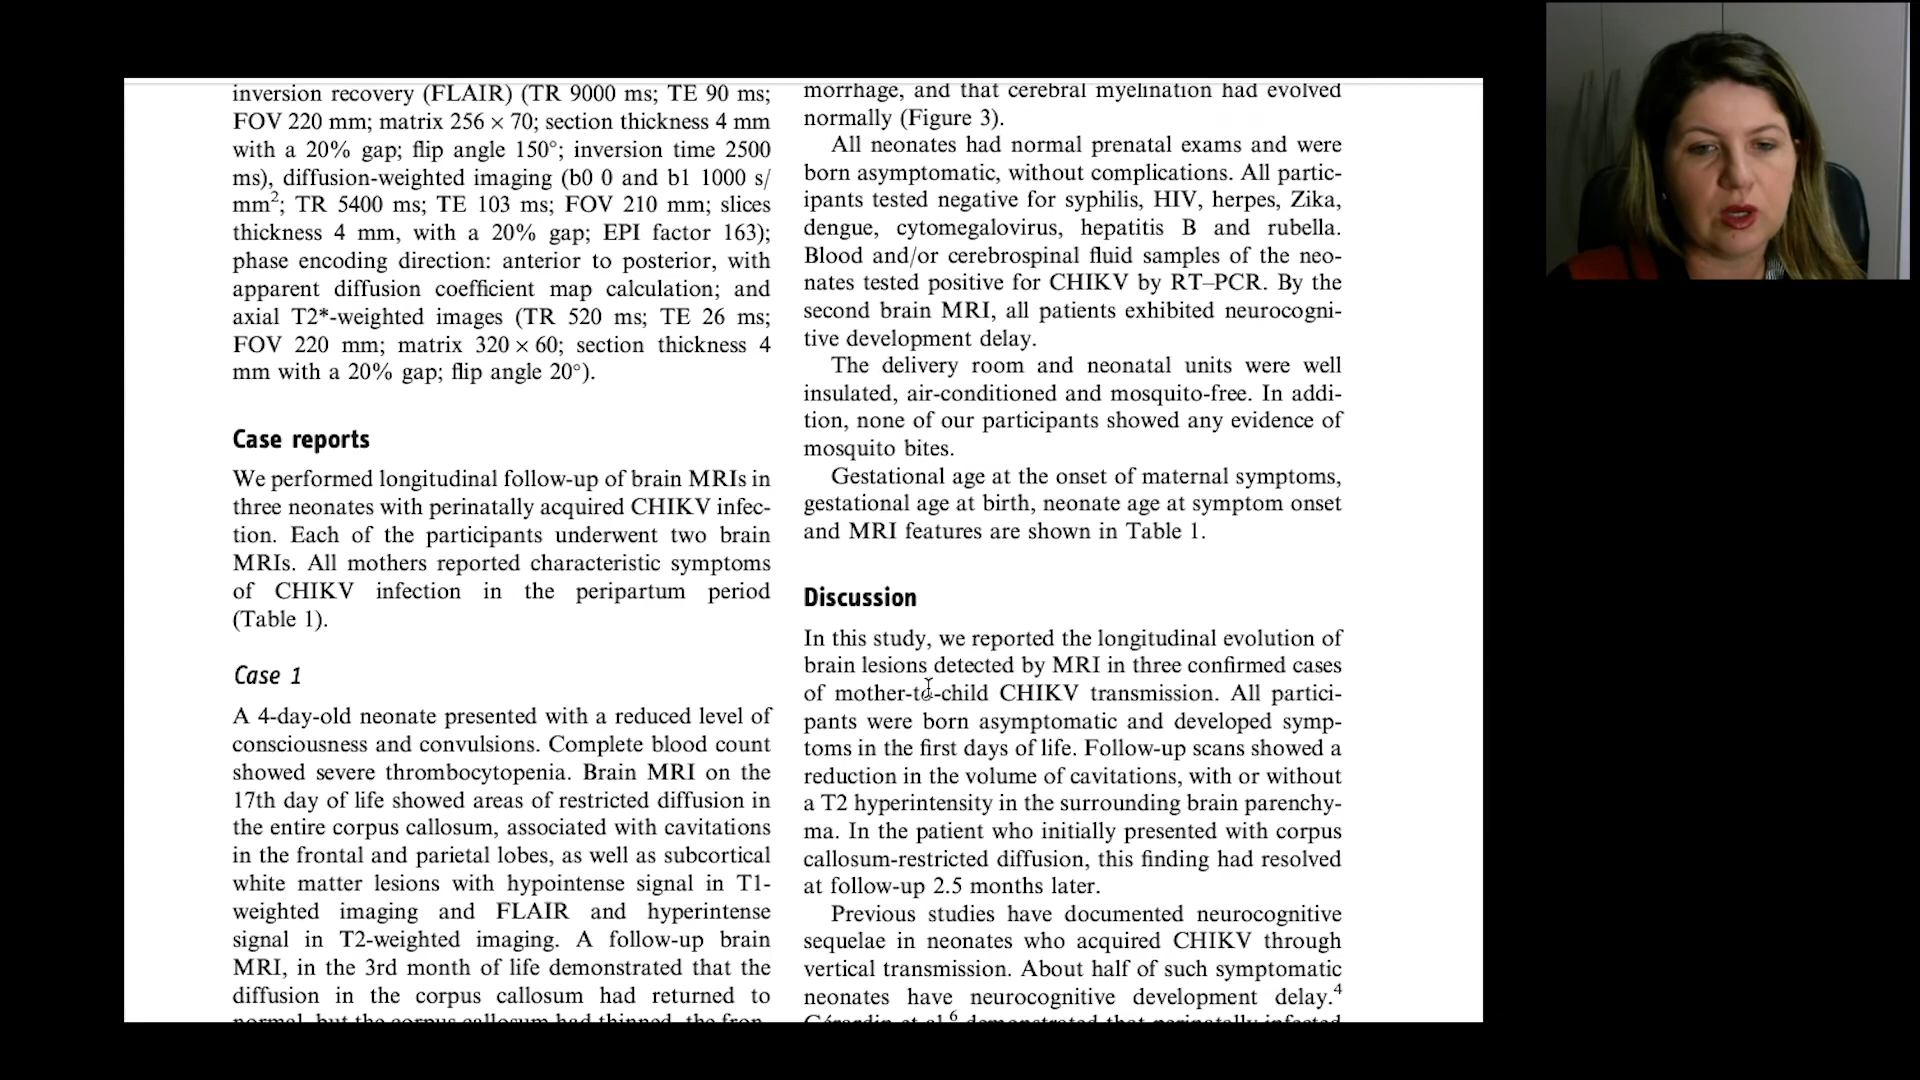 inversion recovery (FLAIR) (TR 9000 ms; TE 90 ms;
FOV 220 mm; matrix 256 × 70; section thickness 4 mm
with a 20% gap; flip angle 150°; inversion time 2500
ms), diffusion-weighted imaging (b0 0 and b1 1000 s/
mm²; TR 5400 ms; TE 103 ms; FOV 210 mm; slices
thickness 4 mm, with a 20% gap; EPI factor 163);
phase encoding direction: anterior to posterior, with
apparent diffusion coefficient map calculation; and
axial T2*-weighted images (TR 520 ms; TE 26 ms;
FOV 220 mm; matrix 320 × 60; section thickness 4
mm with a 20% gap; flip angle 20°).
Case reports
We performed longitudinal follow-up of brain MRIs in
three neonates with perinatally acquired CHIKV infec-
tion. Each of the participants underwent two brain
MRIs. All mothers reported characteristic symptoms
of CHIKV infection in the peripartum period
(Table 1).
Case 1
A 4-day-old neonate presented with a reduced level of
consciousness and convulsions. Complete blood count
showed severe thrombocytopenia. Brain MRI on the
17th day of life showed areas of restricted diffusion in
the entire corpus callosum, associated with cavitations
in the frontal and parietal lobes, as well as subcortical
white matter lesions with hypointense signal in T1-
weighted imaging and FLAIR and hyperintense
signal in T2-weighted imaging. A follow-up brain
MRI, in the 3rd month of life demonstrated that the
diffusion in the corpus callosum had returned to
normal, but the corpus callosum had thinned, the fron-
morrhage, and that cerebral myelination had evolved
normally (Figure 3).
All neonates had normal prenatal exams and were
born asymptomatic, without complications. All partic-
ipants tested negative for syphilis, HIV, herpes, Zika,
dengue, cytomegalovirus, hepatitis B and rubella.
Blood and/or cerebrospinal fluid samples of the neo-
nates tested positive for CHIKV by RT–PCR. By the
second brain MRI, all patients exhibited neurocogni-
tive development delay.
The delivery room and neonatal units were well
insulated, air-conditioned and mosquito-free. In addi-
tion, none of our participants showed any evidence of
mosquito bites.
Gestational age at the onset of maternal symptoms,
gestational age at birth, neonate age at symptom onset
and MRI features are shown in Table 1.
Discussion
In this study, we reported the longitudinal evolution of
brain lesions detected by MRI in three confirmed cases
of mother-to-child CHIKV transmission. All partici-
pants were born asymptomatic and developed symp-
toms in the first days of life. Follow-up scans showed a
reduction in the volume of cavitations, with or without
a T2 hyperintensity in the surrounding brain parenchy-
ma. In the patient who initially presented with corpus
callosum-restricted diffusion, this finding had resolved
at follow-up 2.5 months later.
Previous studies have documented neurocognitive
sequelae in neonates who acquired CHIKV through
vertical transmission. About half of such symptomatic
neonates have neurocognitive development delay.⁴
Gérardin et al.⁶ demonstrated that perinatally infected